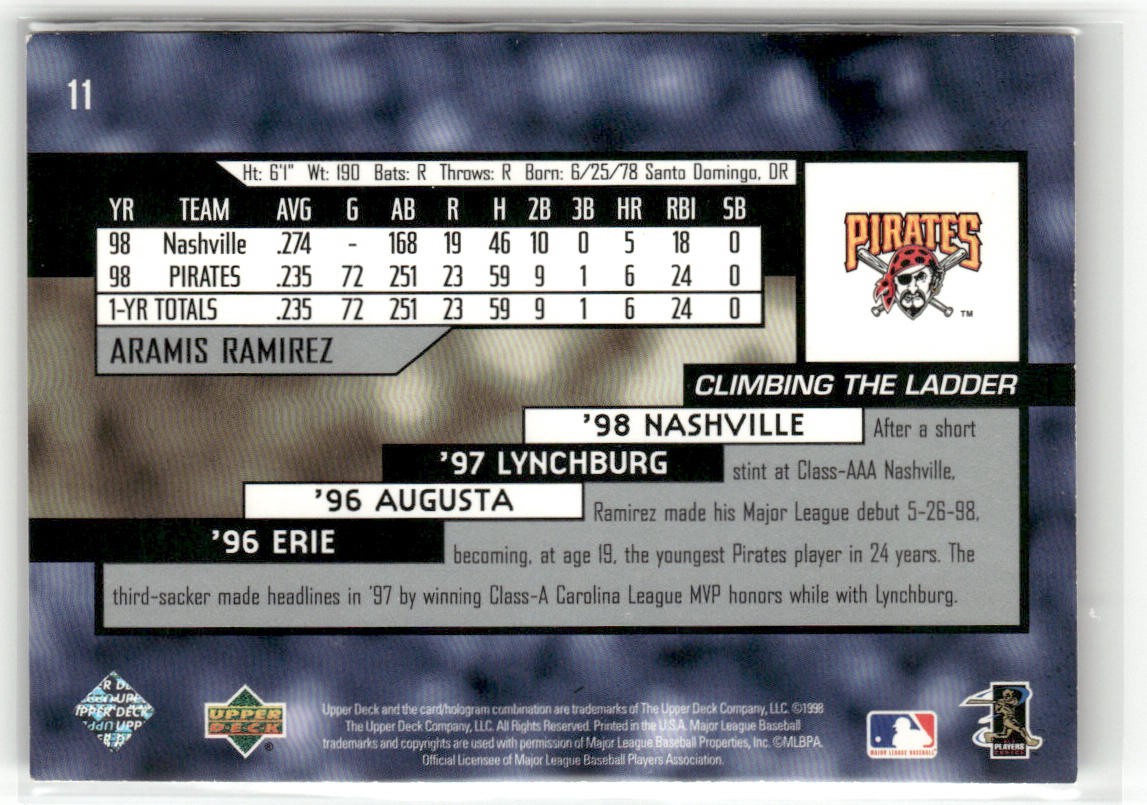 11
Ht: 6'1" Wt: 190 Bats: R Throws: R Born: 6/25/78 Santo Domingo, DR
YR TEAM AVG G AB R H 2B 3B HR RBI SB
98 Nashville .274 - 168 19 46 10 0 5 18 0
98 PIRATES .235 72 251 23 59 9 1 6 24 0
1-YR TOTALS .235 72 251 23 59 9 1 6 24 0
PIRATES
TM
ARAMIS RAMIREZ
CLIMBING THE LADDER
'98 NASHVILLE
'97 LYNCHBURG
'96 AUGUSTA
'96 ERIE
After a short
stint at Class-AAA Nashville,
Ramirez made his Major League debut 5-26-98,
becoming, at age 19, the youngest Pirates player in 24 years. The
third-sacker made headlines in '97 by winning Class-A Carolina League MVP honors while with Lynchburg.
UPPER DECK
UPPER
DECK
®
Upper Deck and the card/hologram combination are trademarks of The Upper Deck Company, LLC. ©1998
The Upper Deck Company, LLC. All Rights Reserved. Printed in the U.S.A. Major League Baseball
trademarks and copyrights are used with permission of Major League Baseball Properties, Inc. ©MLBPA.
Official Licensee of Major League Baseball Players Association.
MAJOR LEAGUE BASEBALL
PLAYERS
CHOICE